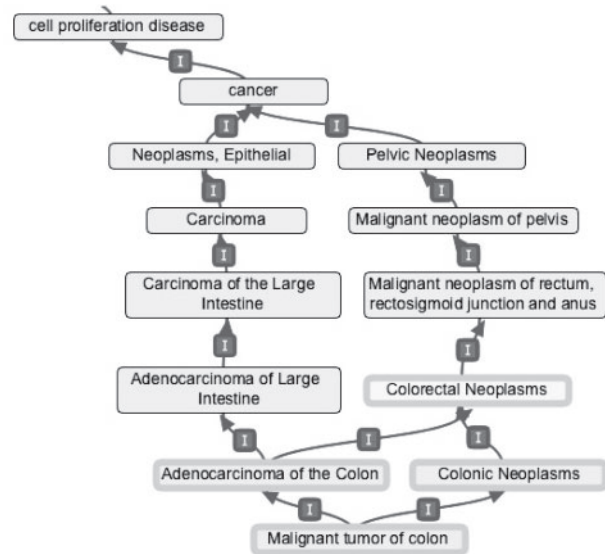 cell proliferation disease
I
cancer
I
I
Neoplasms, Epithelial
Pelvic Neoplasms
I
I
Carcinoma
Malignant neoplasm of pelvis
I
I
Carcinoma of the Large
Intestine
Malignant neoplasm of rectum,
rectosigmoid junction and anus
I
I
Adenocarcinoma of Large
Intestine
Colorectal Neoplasms
I
I
I
Adenocarcinoma of the Colon
Colonic Neoplasms
I
I
Malignant tumor of colon